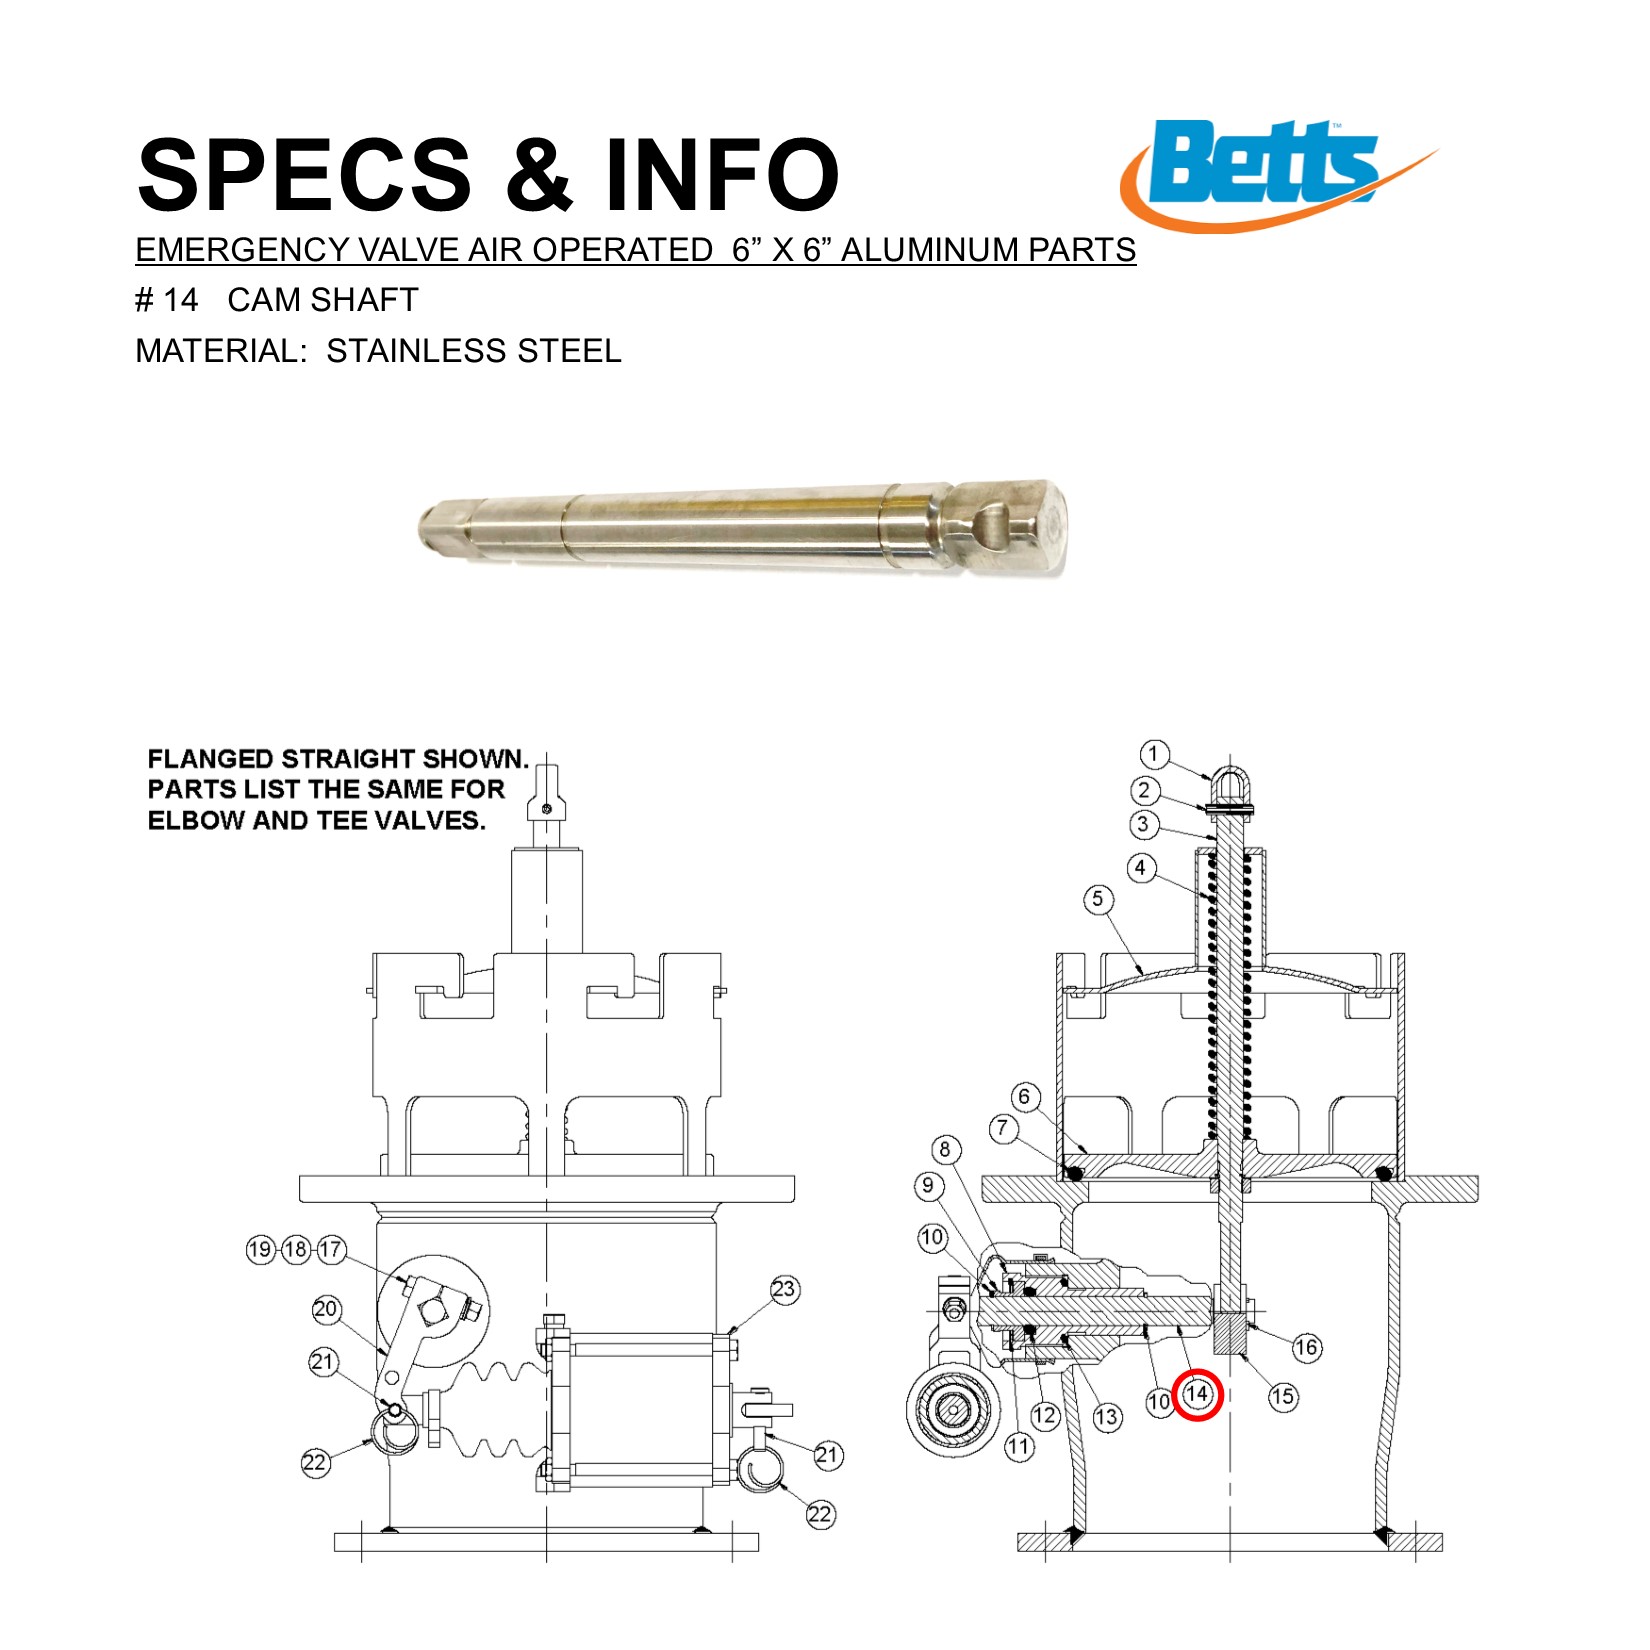 SPECS & INFO
Betts™
EMERGENCY VALVE AIR OPERATED  6” X 6” ALUMINUM PARTS
# 14   CAM SHAFT
MATERIAL:  STAINLESS STEEL
FLANGED STRAIGHT SHOWN.
PARTS LIST THE SAME FOR
ELBOW AND TEE VALVES.
19 18 17
20
21
22
23
21
22
1
2
3
4
5
6
7
8
9
10
11
12
13
10
14
15
16